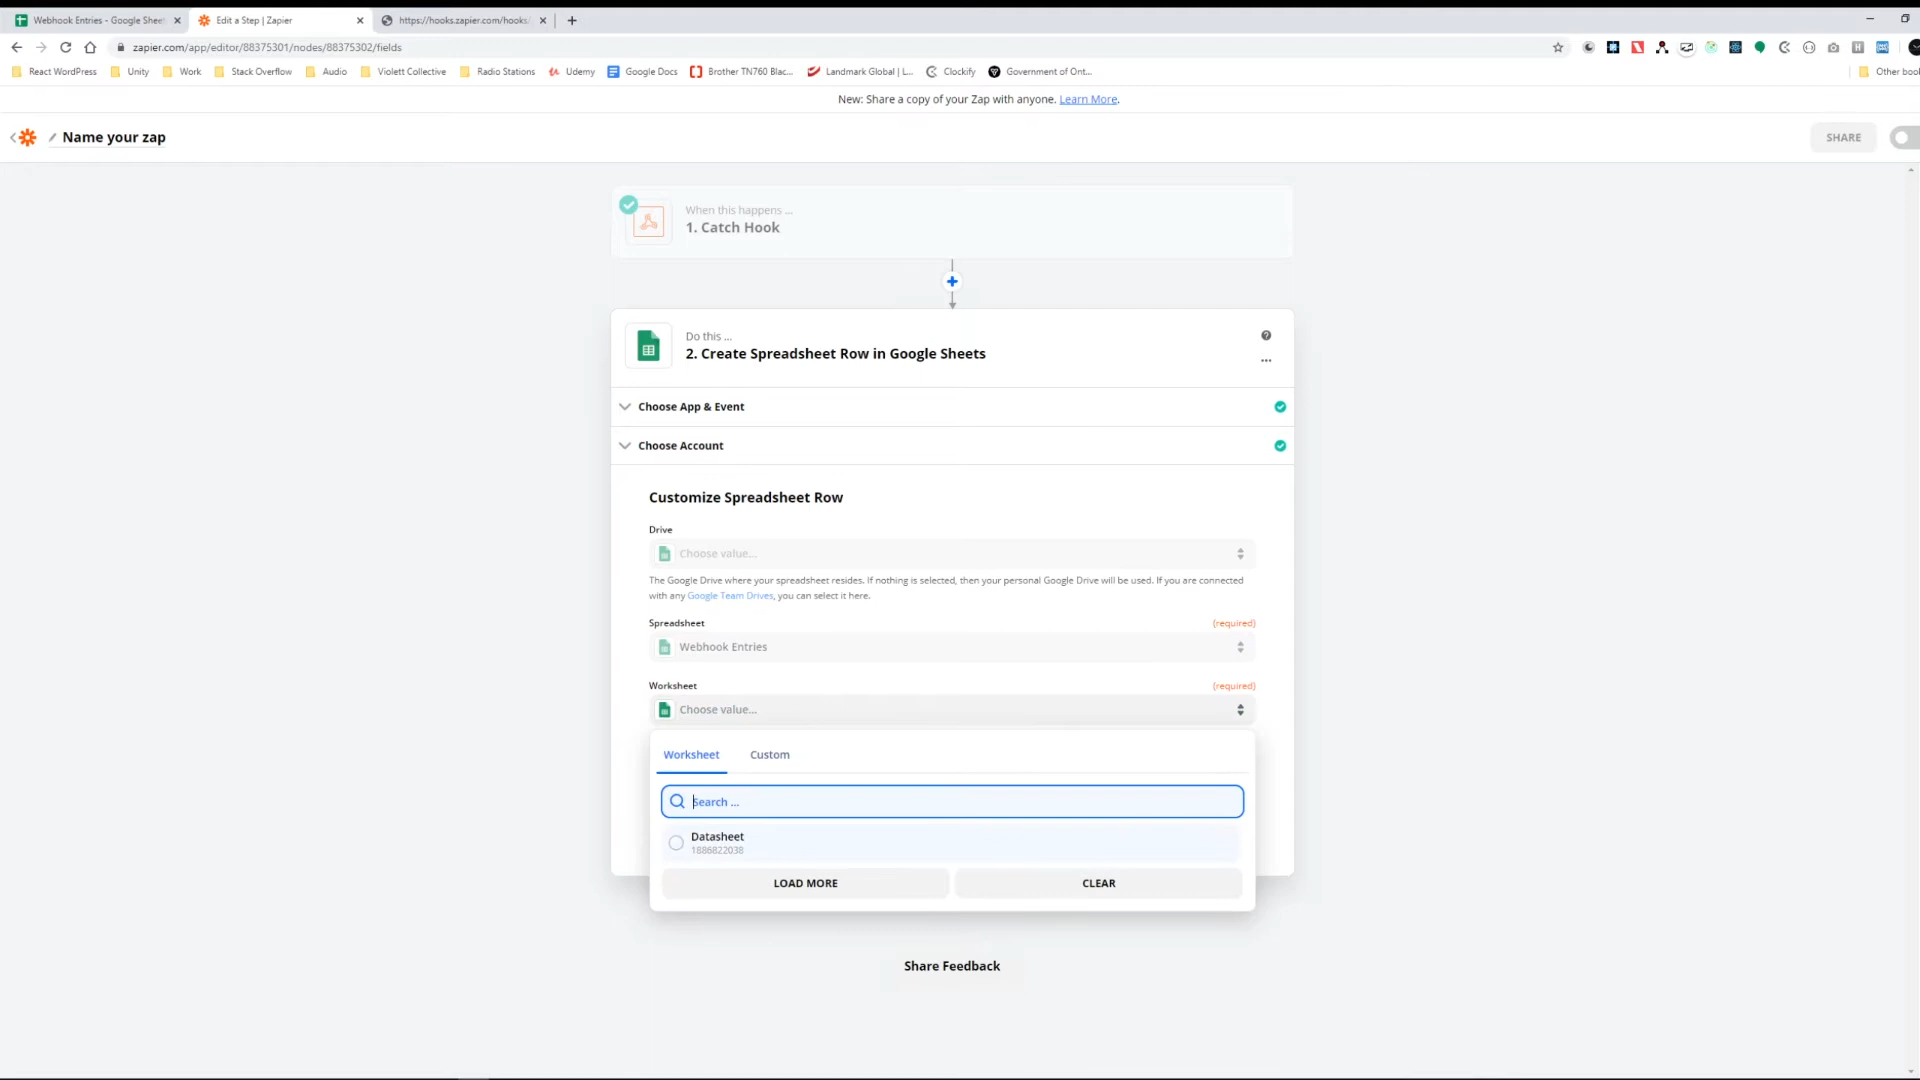 Webhook Entries - Google Sheet
Edit a Step | Zapier
https://hooks.zapier.com/hooks/
zapier.com/app/editor/88375301/nodes/88375302/fields
React WordPress
Unity
Work
Stack Overflow
Audio
Violett Collective
Radio Stations
Udemy
Google Docs
Brother TN760 Blac...
Landmark Global | L...
Clockify
Government of Ont...
Other book
New: Share a copy of your Zap with anyone. Learn More.
Name your zap
SHARE
When this happens ...
1. Catch Hook
Do this ...
2. Create Spreadsheet Row in Google Sheets
Choose App & Event
Choose Account
Customize Spreadsheet Row
Drive
Choose value...
The Google Drive where your spreadsheet resides. If nothing is selected, then your personal Google Drive will be used. If you are connected
with any Google Team Drives, you can select it here.
Spreadsheet (required)
Webhook Entries
Worksheet (required)
Choose value...
Worksheet Custom
Search ...
Datasheet
1886822038
LOAD MORE CLEAR
Share Feedback